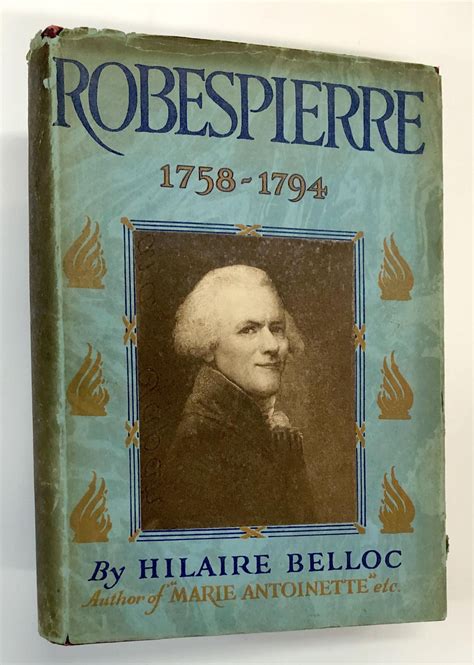 ROBESPIERRE
1758-1794
By HILAIRE BELLOC
Author of "MARIE ANTOINETTE" etc.